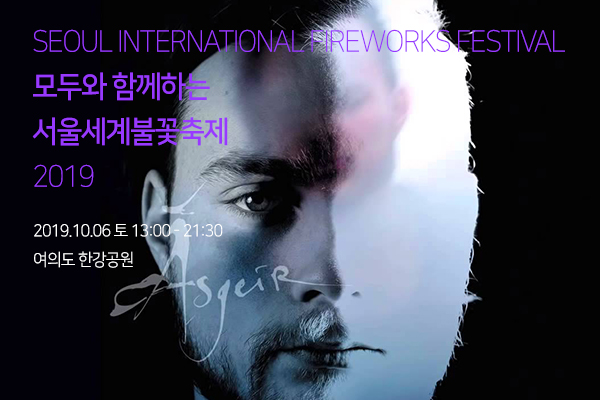 SEOUL INTERNATIONAL FIREWORKS FESTIVAL
모두와 함께하는
서울세계불꽃축제
2019
2019.10.06 토 13:00 - 21:30
여의도 한강공원
Ásgeir